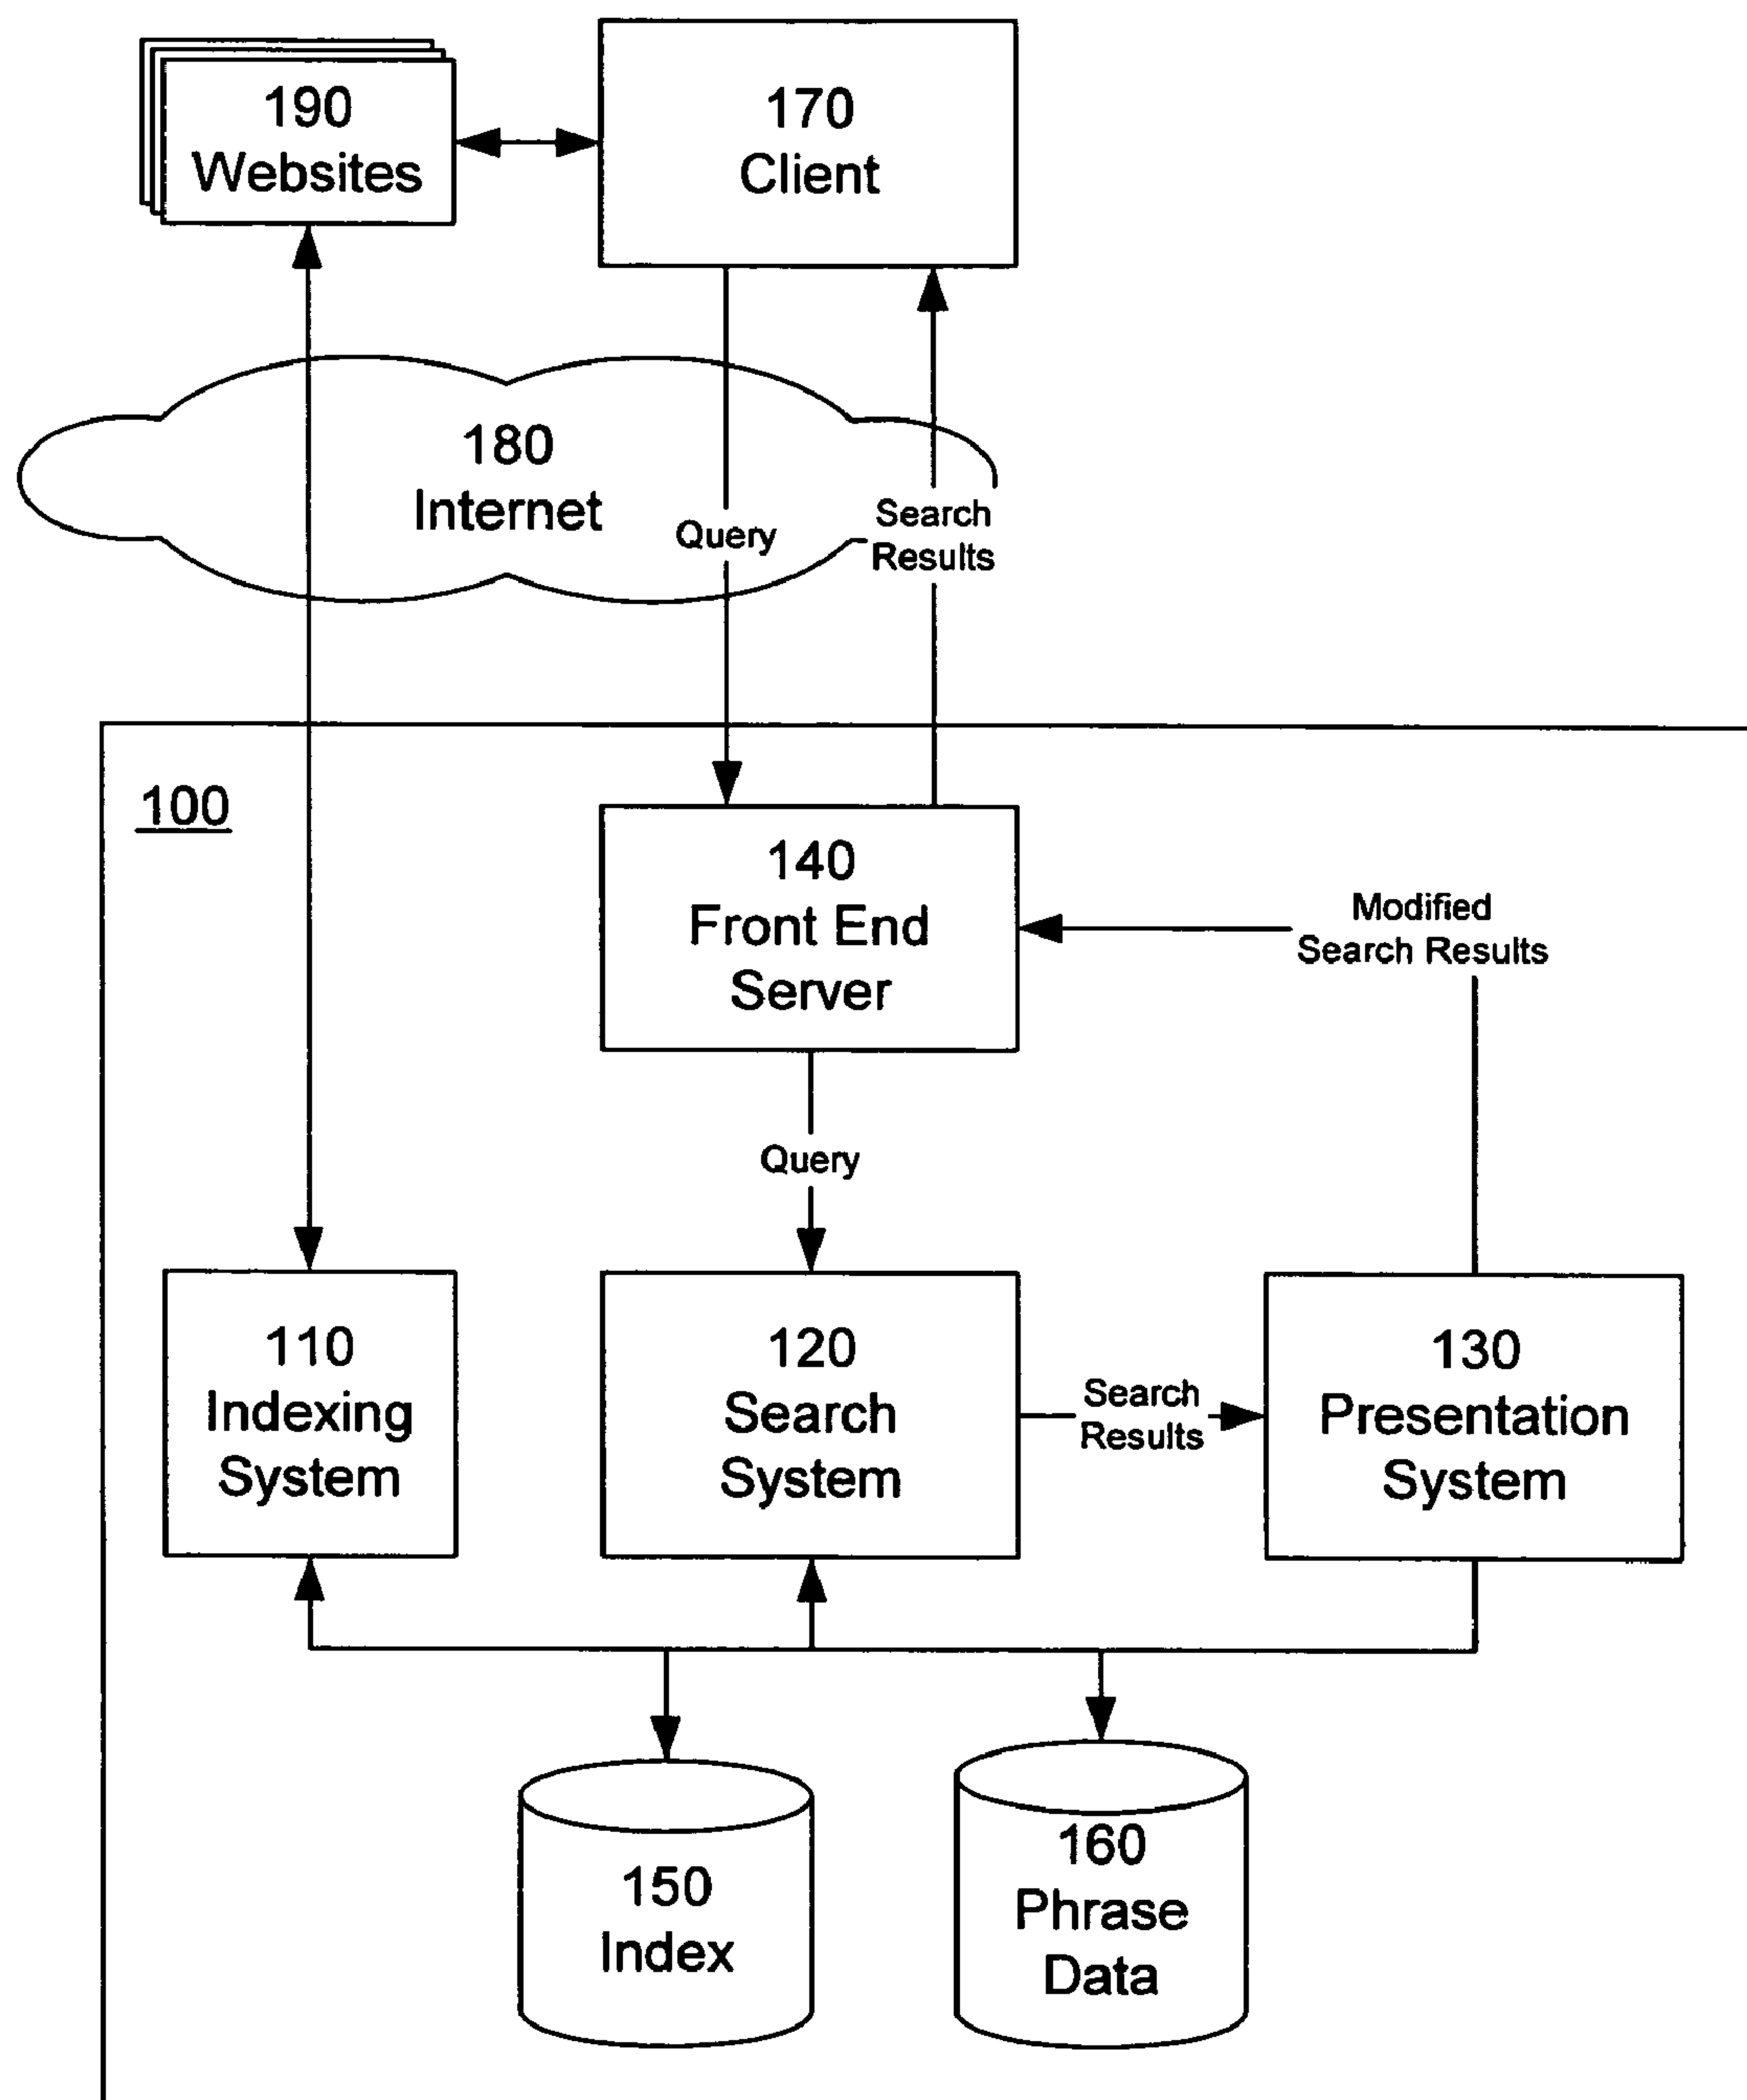 190
Websites
170
Client
180
Internet
Query
Search
Results
100
140
Front End
Server
Modified
Search Results
Query
110
Indexing
System
120
Search
System
Search
Results
130
Presentation
System
150
Index
160
Phrase
Data